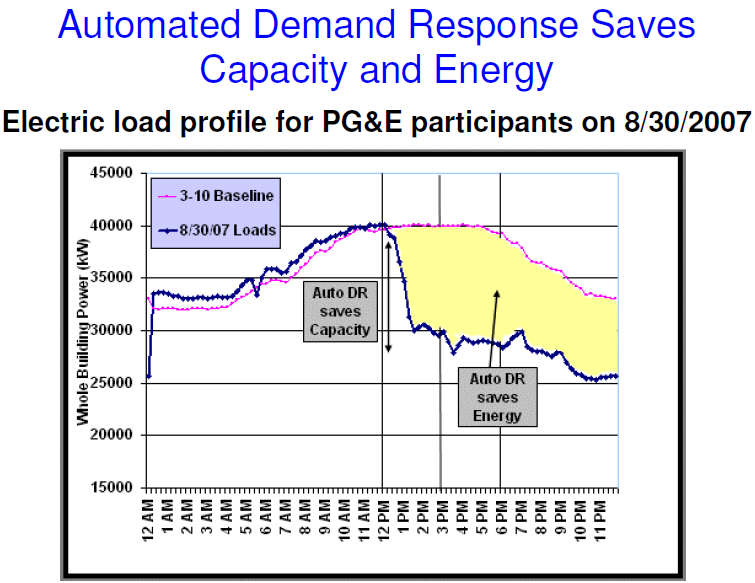 Automated Demand Response Saves
Capacity and Energy
Electric load profile for PG&E participants on 8/30/2007
Whole Building Power (kW)
45000
40000
35000
30000
25000
20000
15000
3-10 Baseline
8/30/07 Loads
Auto DR
saves
Capacity
Auto DR
saves
Energy
12 AM
1 AM
2 AM
3 AM
4 AM
5 AM
6 AM
7 AM
8 AM
9 AM
10 AM
11 AM
12 PM
1 PM
2 PM
3 PM
4 PM
5 PM
6 PM
7 PM
8 PM
9 PM
10 PM
11 PM